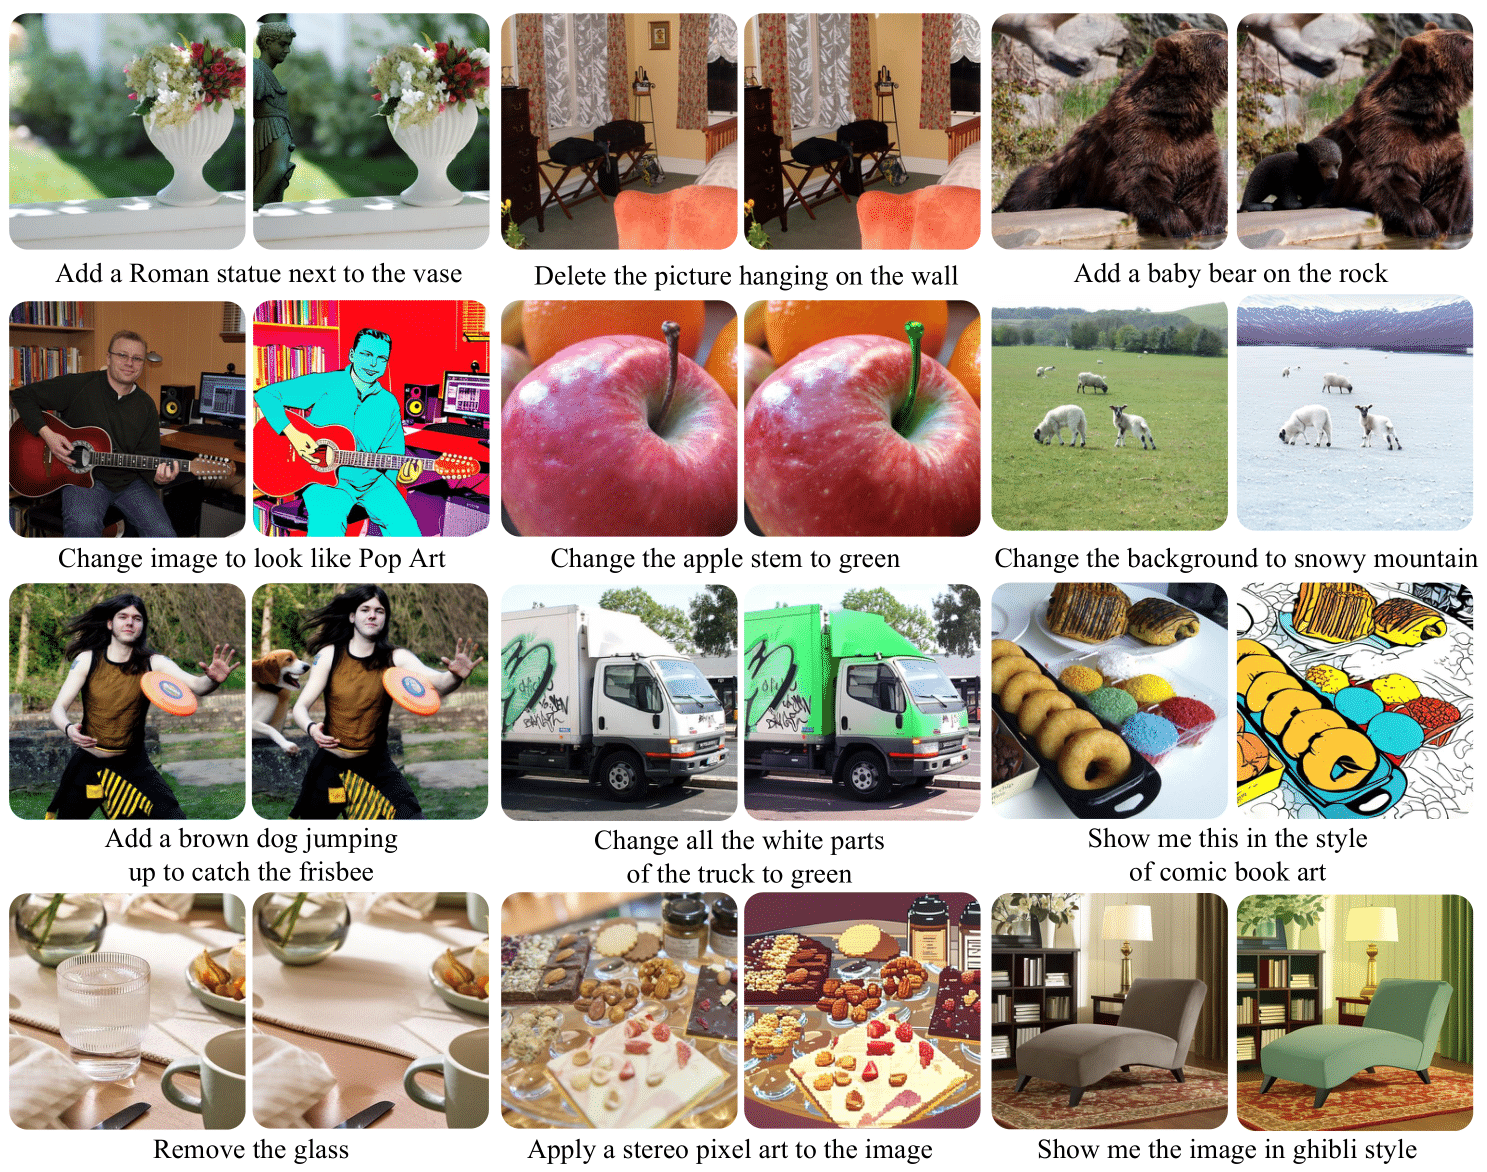 Add a Roman statue next to the vase
Delete the picture hanging on the wall
Add a baby bear on the rock
Change image to look like Pop Art
Change the apple stem to green
Change the background to snowy mountain
Add a brown dog jumping
up to catch the frisbee
Change all the white parts
of the truck to green
Show me this in the style
of comic book art
Remove the glass
Apply a stereo pixel art to the image
Show me the image in ghibli style